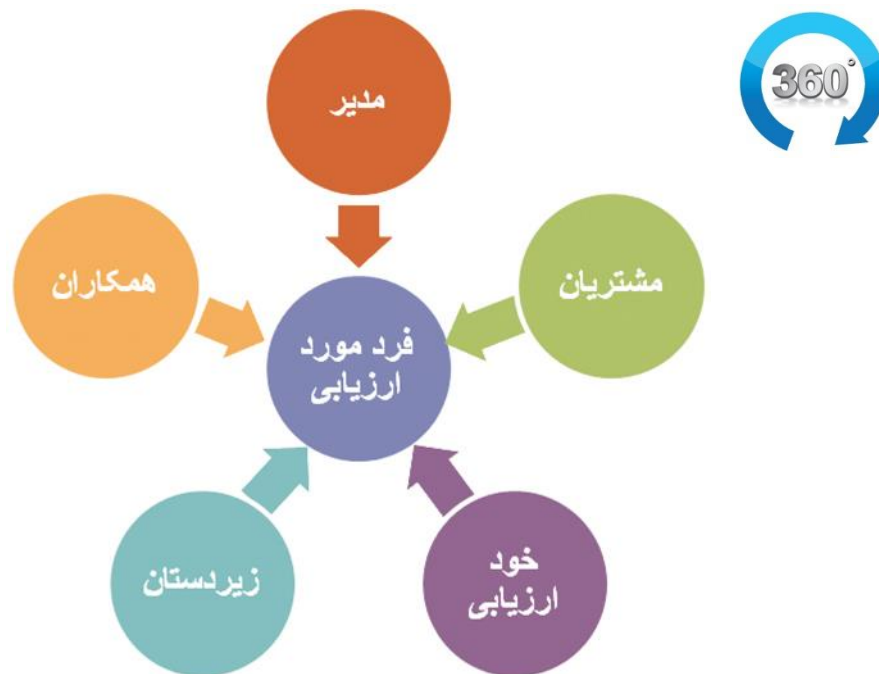 360°
مدیر
مشتریان
همکاران
فرد مورد
ارزیابی
خود
ارزیابی
زیردستان